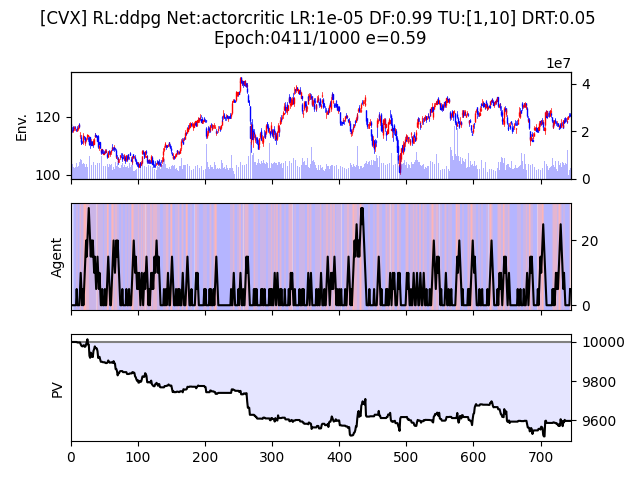 [CVX] RL:ddpg Net:actorcritic LR:1e-05 DF:0.99 TU:[1,10] DRT:0.05
Epoch:0411/1000 e=0.59
1e7
Env.
120
100
4
2
0
Agent
20
0
PV
10000
9800
9600
0 100 200 300 400 500 600 700